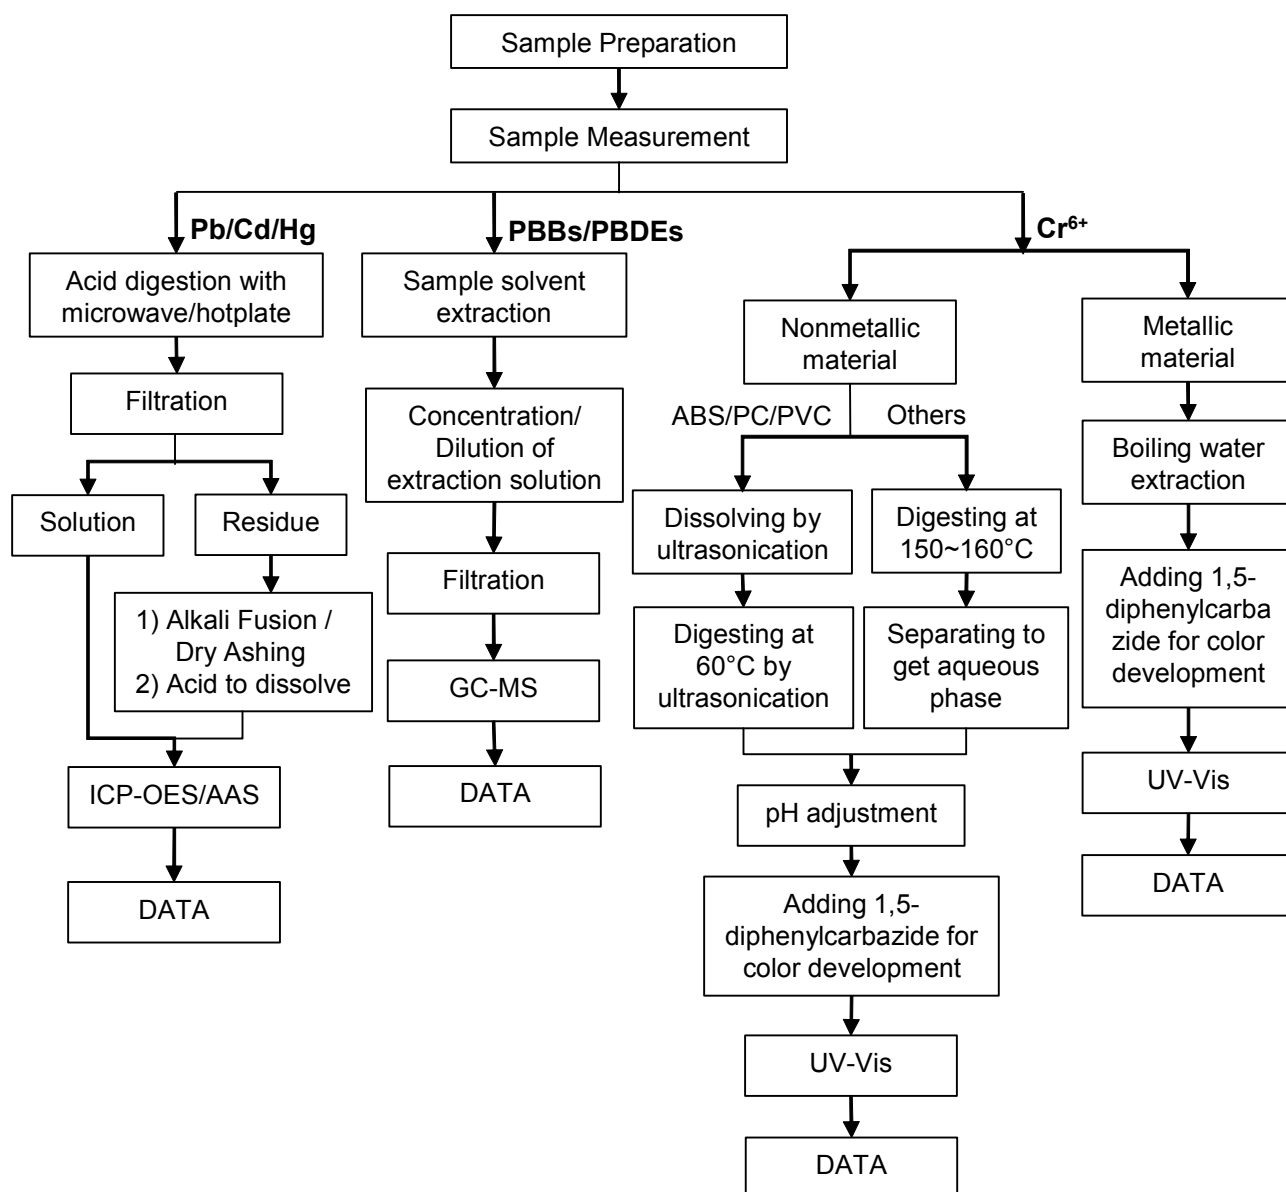 Sample Preparation
Sample Measurement
Pb/Cd/Hg
PBBs/PBDEs
Cr⁶⁺
Acid digestion with
microwave/hotplate
Filtration
Solution
Residue
1) Alkali Fusion /
Dry Ashing
2) Acid to dissolve
ICP-OES/AAS
DATA
Sample solvent
extraction
Concentration/
Dilution of
extraction solution
Filtration
GC-MS
DATA
Nonmetallic
material
ABS/PC/PVC
Others
Dissolving by
ultrasonication
Digesting at
60°C by
ultrasonication
Digesting at
150~160°C
Separating to
get aqueous
phase
pH adjustment
Adding 1,5-
diphenylcarbazide for
color development
UV-Vis
DATA
Metallic
material
Boiling water
extraction
Adding 1,5-
diphenylcarba
zide for color
development
UV-Vis
DATA